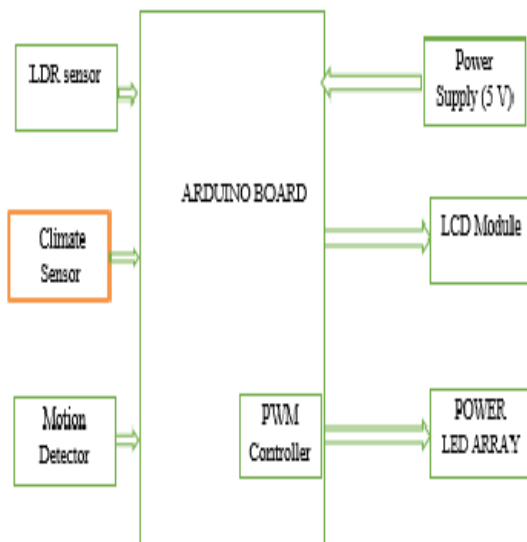 LDR sensor
Power
Supply (5 V)
ARDUINO BOARD
Climate
Sensor
LCD Module
Motion
Detector
PWM
Controller
POWER
LED ARRAY